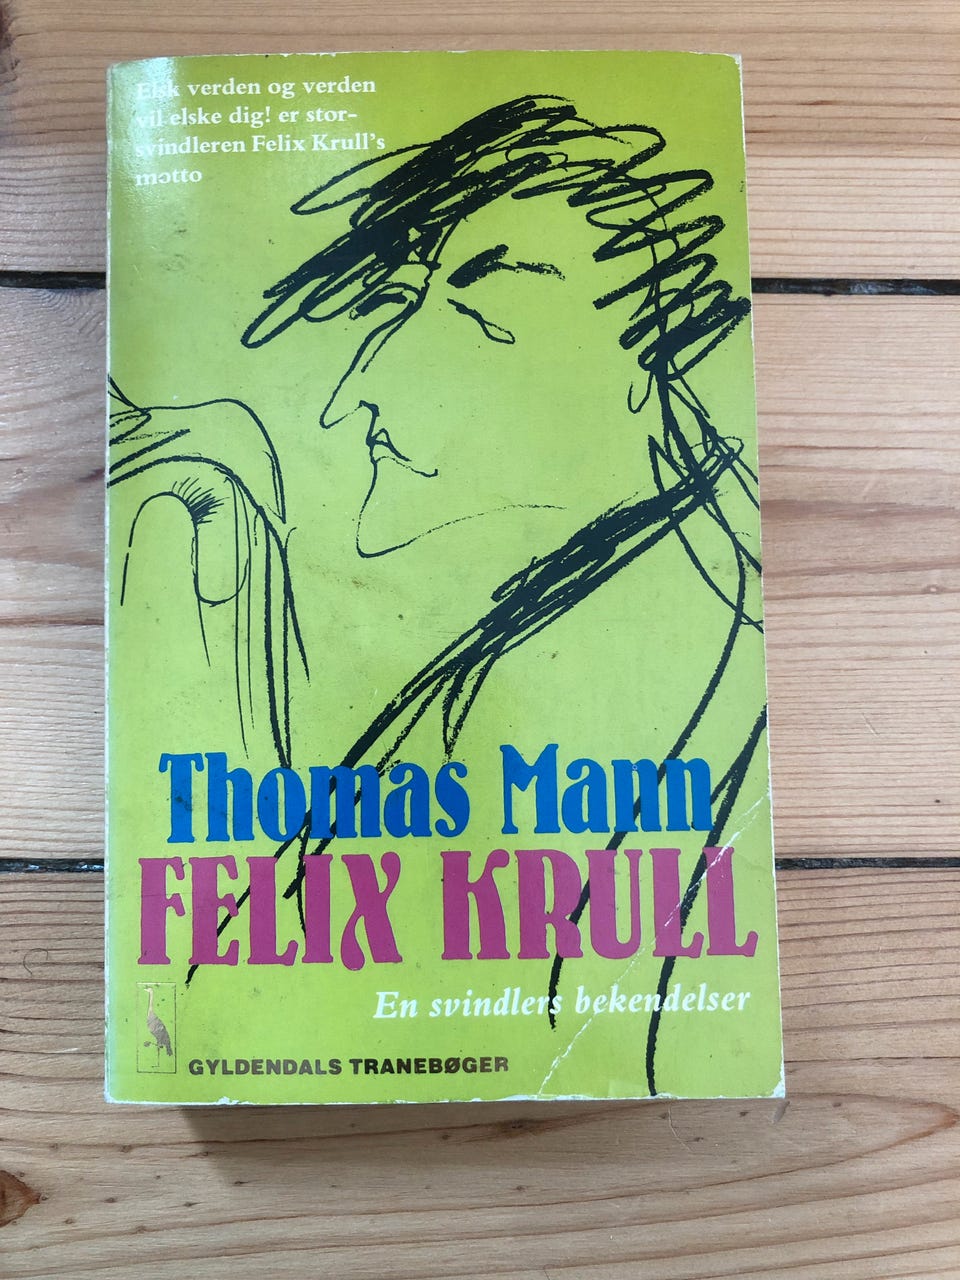 Elsk verden og verden
vil elske dig! er stor-
svindleren Felix Krull's
motto
Thomas Mann
FELIX KRULL
En svindlers bekendelser
GYLDENDALS TRANEBØGER